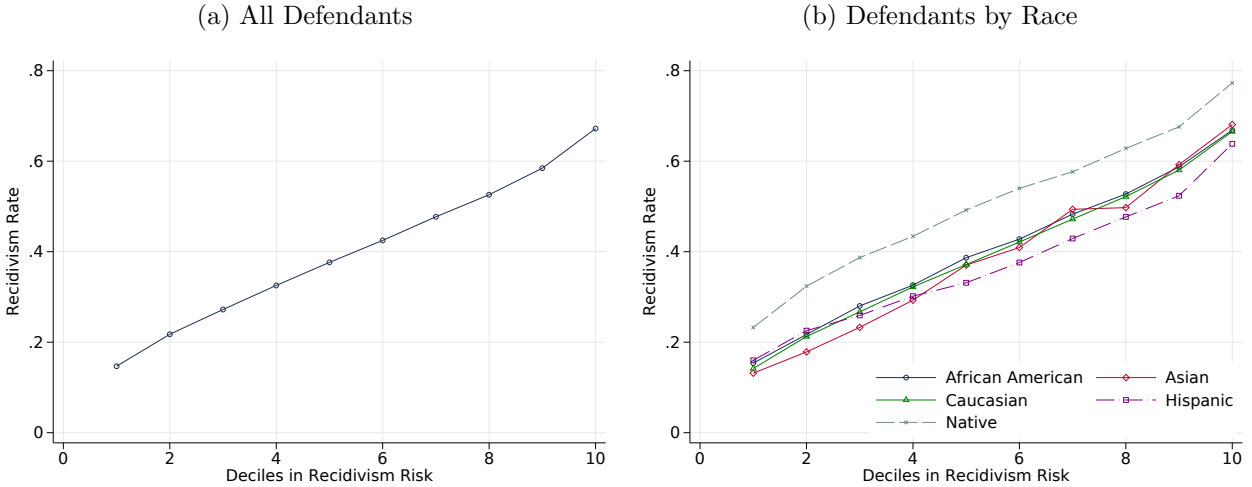 (a) All Defendants
.8
.6
.4
.2
0
Recidivism Rate
0 2 4 6 8 10
Deciles in Recidivism Risk
(b) Defendants by Race
.8
.6
.4
.2
0
Recidivism Rate
African American
Asian
Caucasian
Hispanic
Native
0 2 4 6 8 10
Deciles in Recidivism Risk